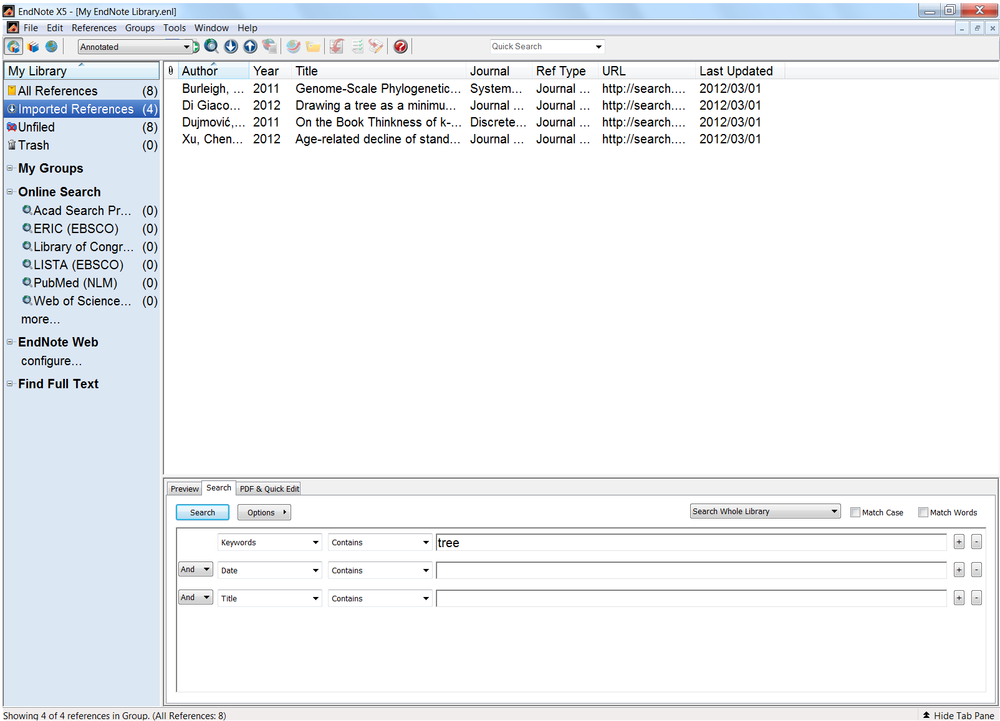 EndNote X5 - [My EndNote Library.enl]
File Edit References Groups Tools Window Help
Annotated
Quick Search
My Library
All References (8)
Imported References (4)
Unfiled (8)
Trash (0)
My Groups
Online Search
Acad Search Pr... (0)
ERIC (EBSCO) (0)
Library of Congr... (0)
LISTA (EBSCO) (0)
PubMed (NLM) (0)
Web of Science... (0)
more...
EndNote Web
configure...
Find Full Text
Author Year Title Journal Ref Type URL Last Updated
Burleigh, ... 2011 Genome-Scale Phylogenetic... System... Journal ... http://search.... 2012/03/01
Di Giaco... 2012 Drawing a tree as a minimu... Journal ... Journal ... http://search.... 2012/03/01
Dujmović,... 2011 On the Book Thinkness of k-... Discrete... Journal ... http://search.... 2012/03/01
Xu, Chen... 2012 Age-related decline of stand... Journal ... Journal ... http://search.... 2012/03/01
Preview Search PDF & Quick Edit
Search Options Search Whole Library Match Case Match Words
Keywords Contains tree + -
And Date Contains + -
And Title Contains + -
Showing 4 of 4 references in Group. (All References: 8) Hide Tab Pane